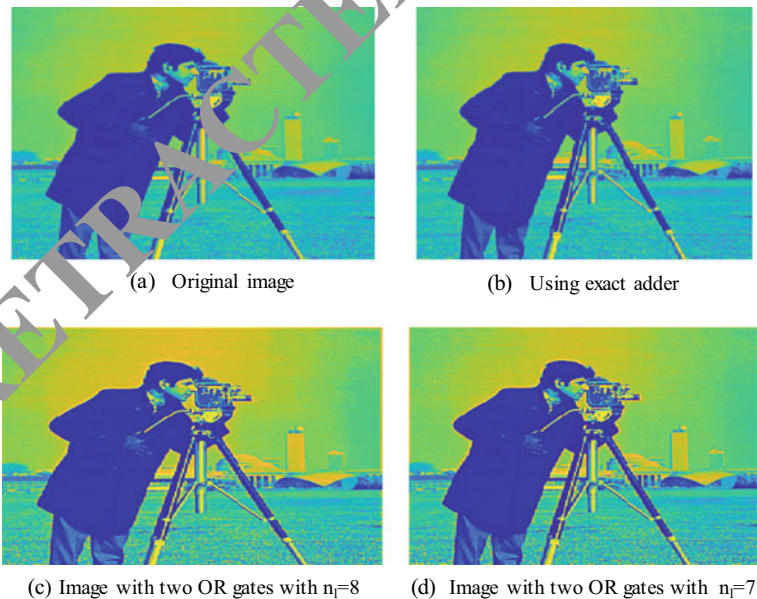 RETRACTED
(a) Original image
(b) Using exact adder
(c) Image with two OR gates with nₗ=8
(d) Image with two OR gates with nₗ=7